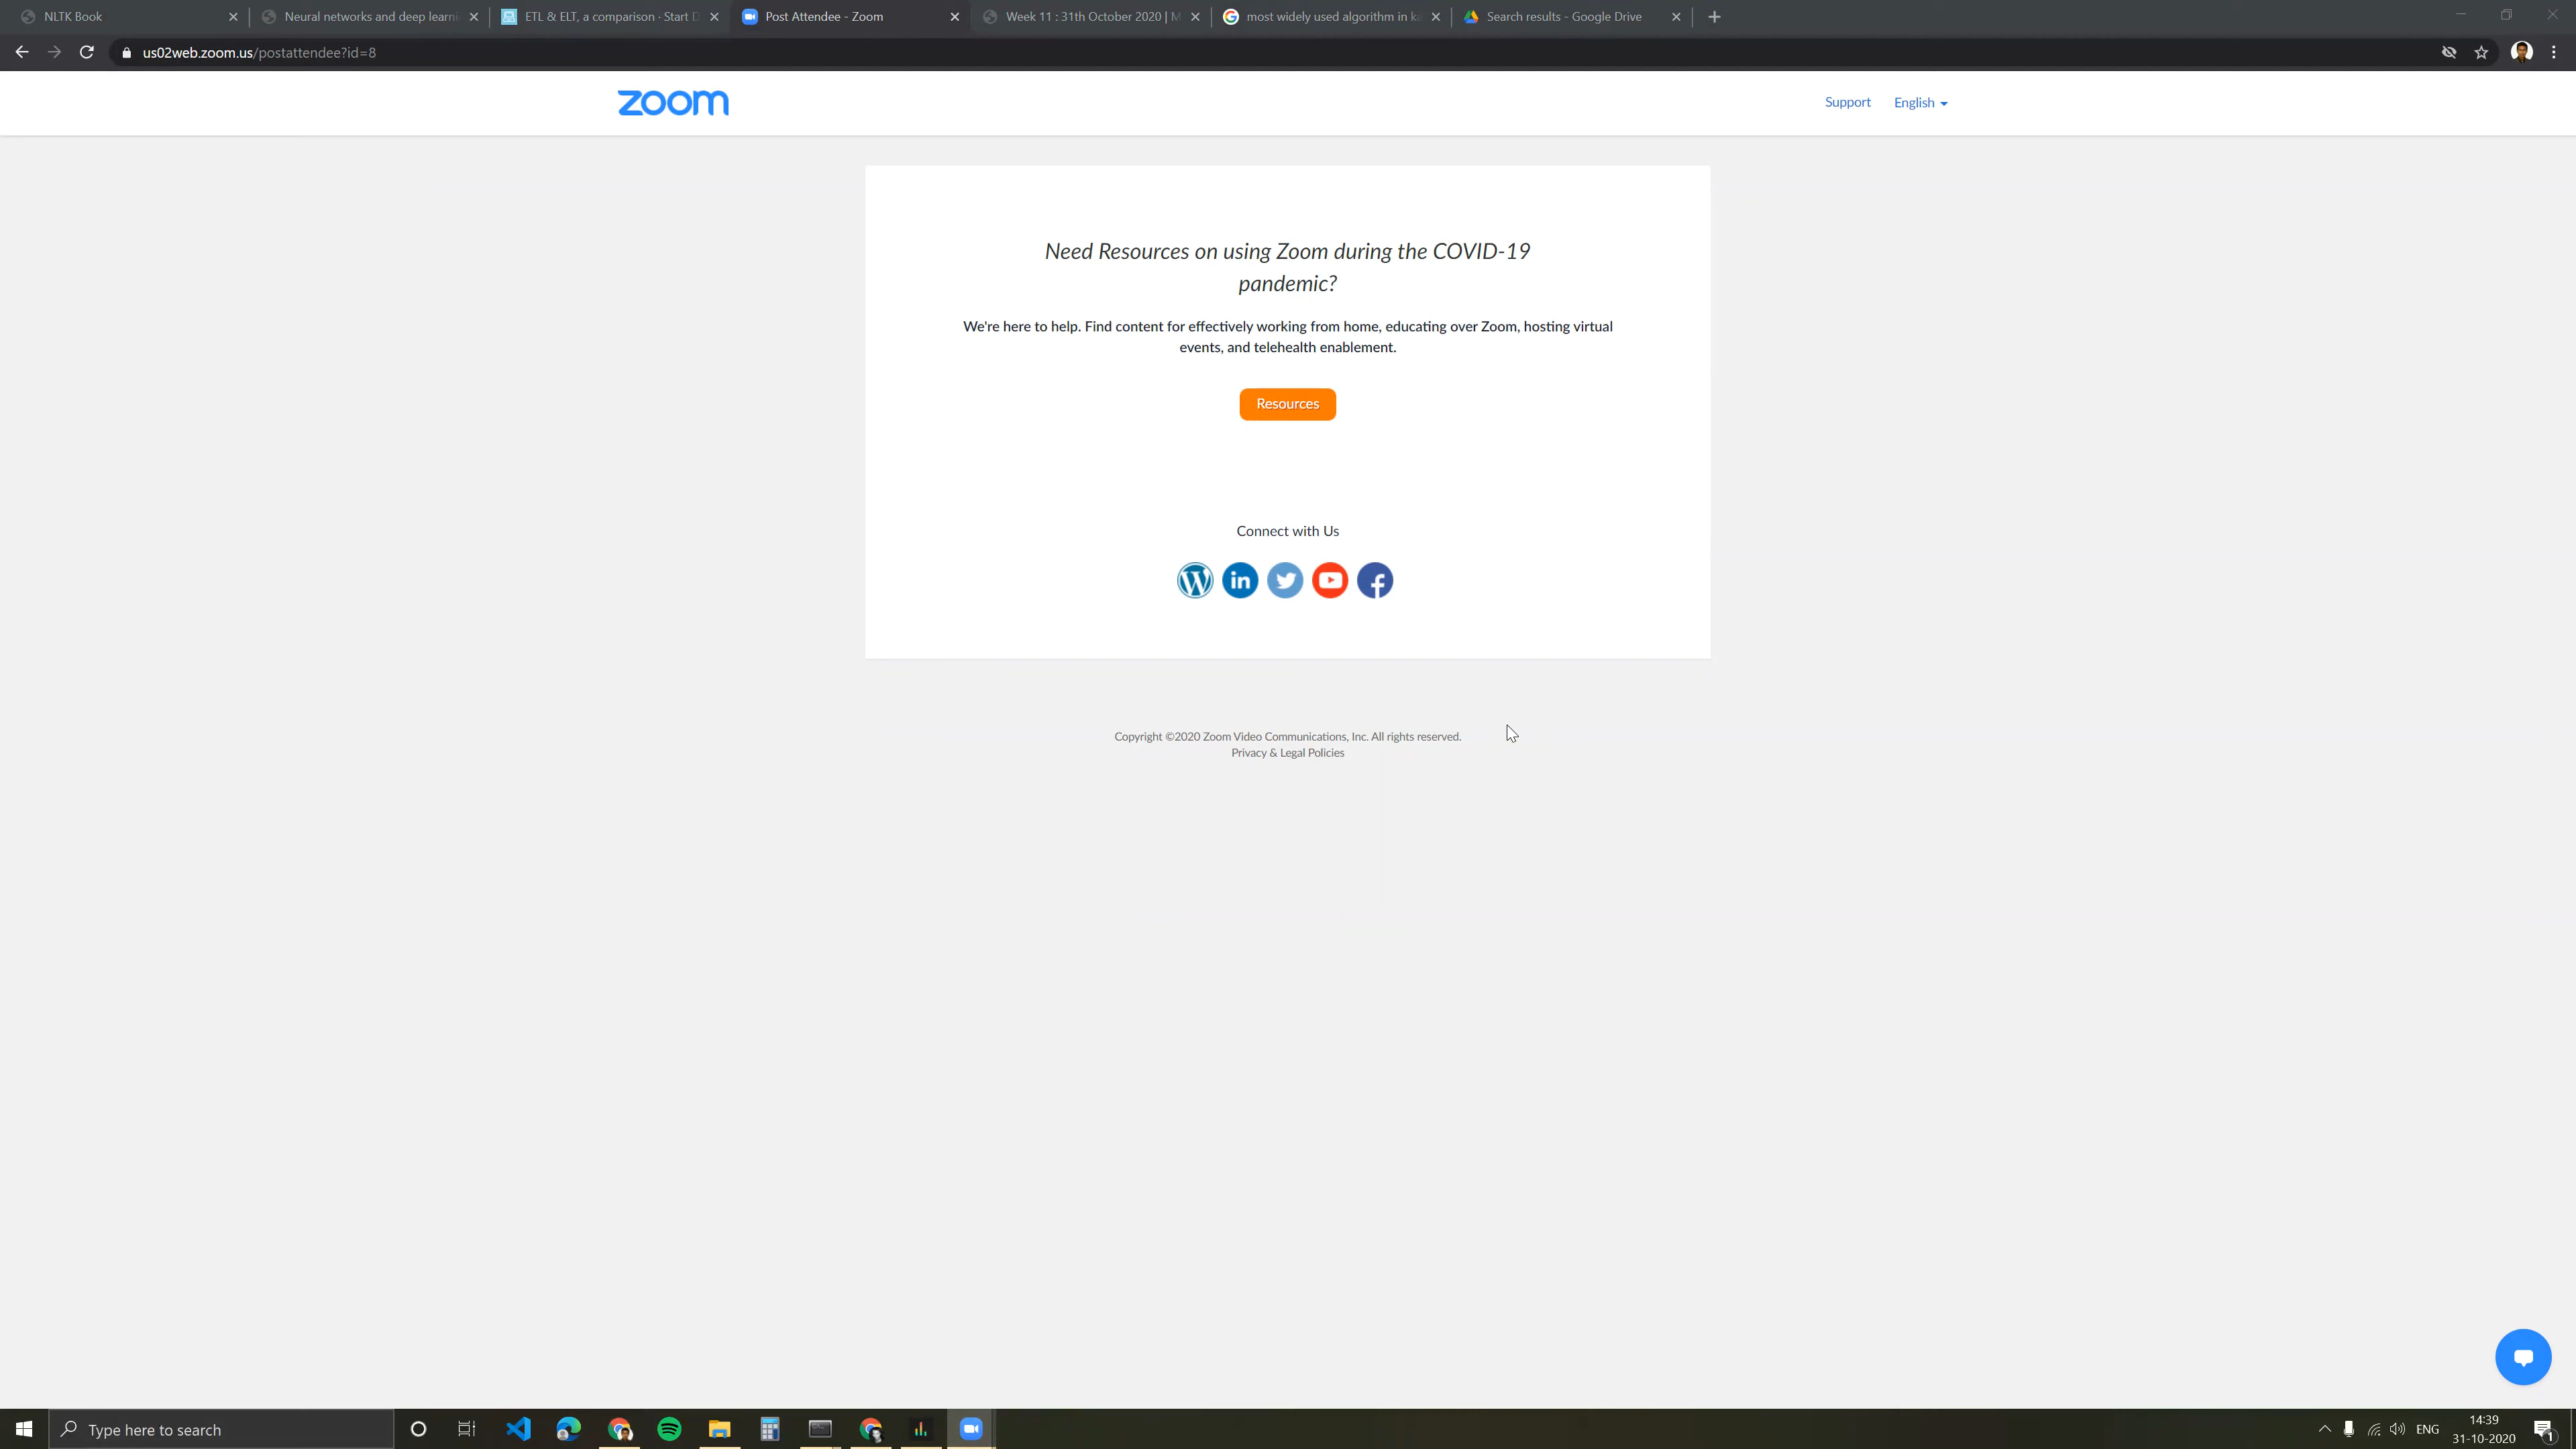 NLTK Book
Neural networks and deep learni
ETL & ELT, a comparison · Start D
Post Attendee - Zoom
Week 11 : 31th October 2020 | M
most widely used algorithm in ka
Search results - Google Drive
us02web.zoom.us/postattendee?id=8
zoom
Support
English
Need Resources on using Zoom during the COVID-19
pandemic?
We're here to help. Find content for effectively working from home, educating over Zoom, hosting virtual
events, and telehealth enablement.
Resources
Connect with Us
Copyright ©2020 Zoom Video Communications, Inc. All rights reserved.
Privacy & Legal Policies
Type here to search
ENG
14:39
31-10-2020
1